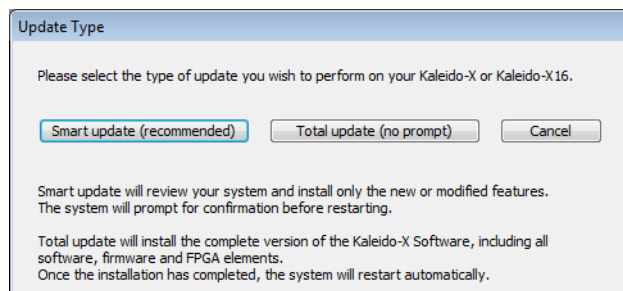 Update Type
Please select the type of update you wish to perform on your Kaleido-X or Kaleido-X16.
Smart update (recommended) Total update (no prompt) Cancel
Smart update will review your system and install only the new or modified features.
The system will prompt for confirmation before restarting.
Total update will install the complete version of the Kaleido-X Software, including all
software, firmware and FPGA elements.
Once the installation has completed, the system will restart automatically.